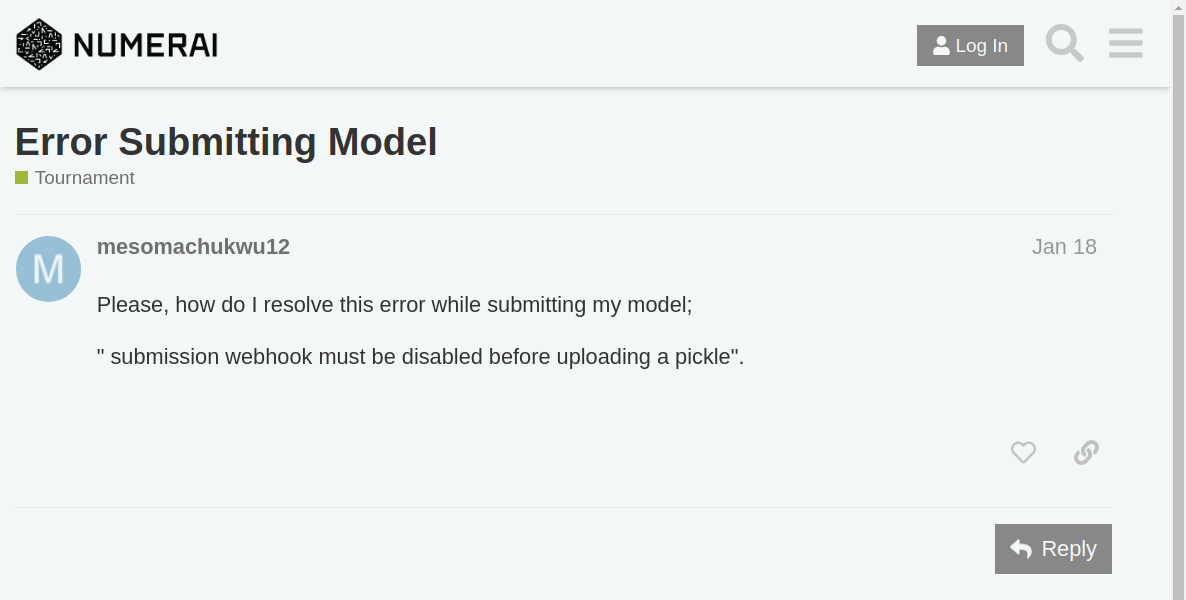 NUMERAI
Log In
Error Submitting Model
Tournament
M
mesomachukwu12
Jan 18
Please, how do I resolve this error while submitting my model;
" submission webhook must be disabled before uploading a pickle".
Reply